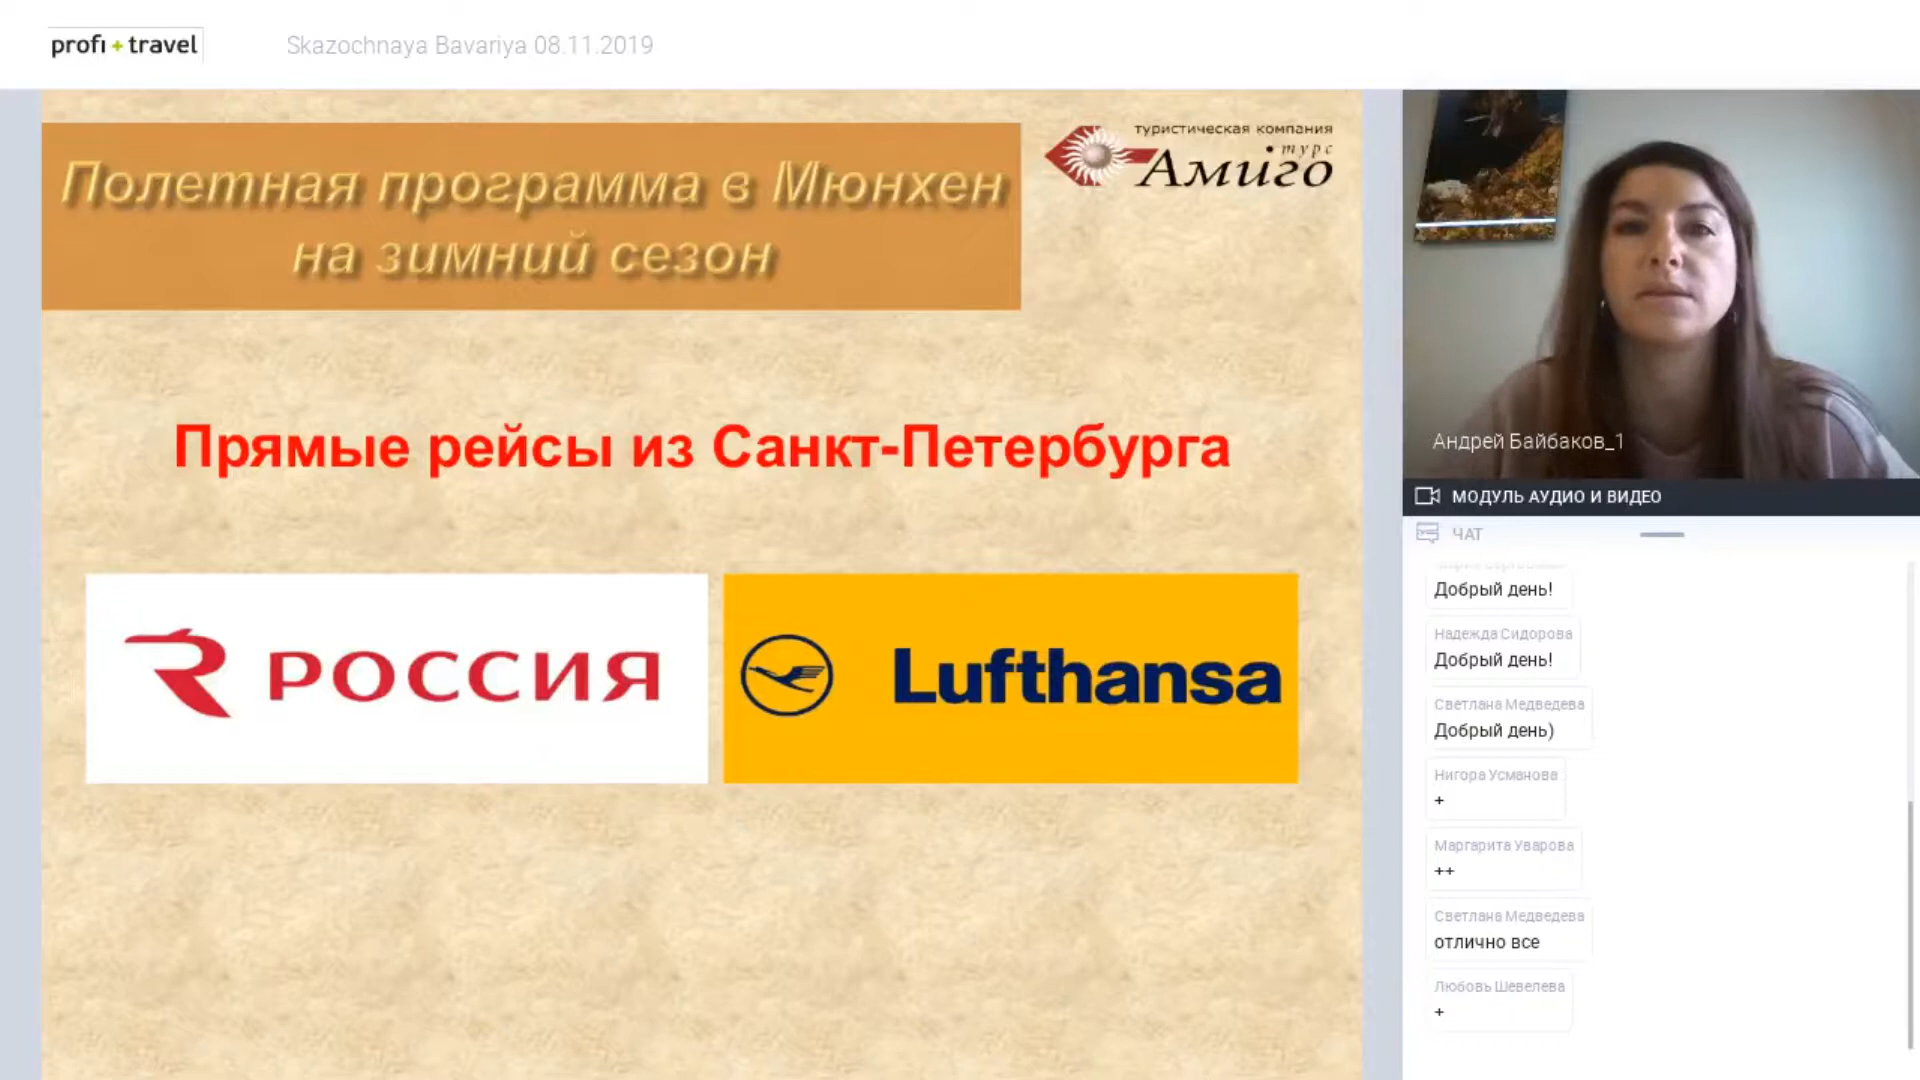 profi + travel
Skazochnaya Bavariya 08.11.2019
Полетная программа в Мюнхен
на зимний сезон
туристическая компания
Амиго
турс
Прямые рейсы из Санкт-Петербурга
РОССИЯ
Lufthansa
Андрей Байбаков_1
МОДУЛЬ АУДИО И ВИДЕО
ЧАТ
Добрый день!
Надежда Сидорова
Добрый день!
Светлана Медведева
Добрый день)
Нигора Усманова
+
Маргарита Уварова
++
Светлана Медведева
отлично все
Любовь Шевелева
+